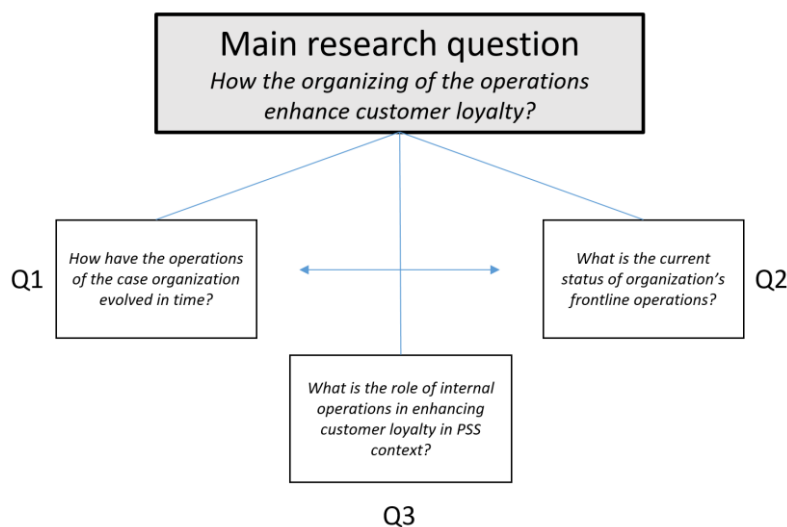 Main research question
How the organizing of the operations
enhance customer loyalty?
Q1
How have the operations
of the case organization
evolved in time?
What is the current
status of organization's
frontline operations?
Q2
What is the role of internal
operations in enhancing
customer loyalty in PSS
context?
Q3